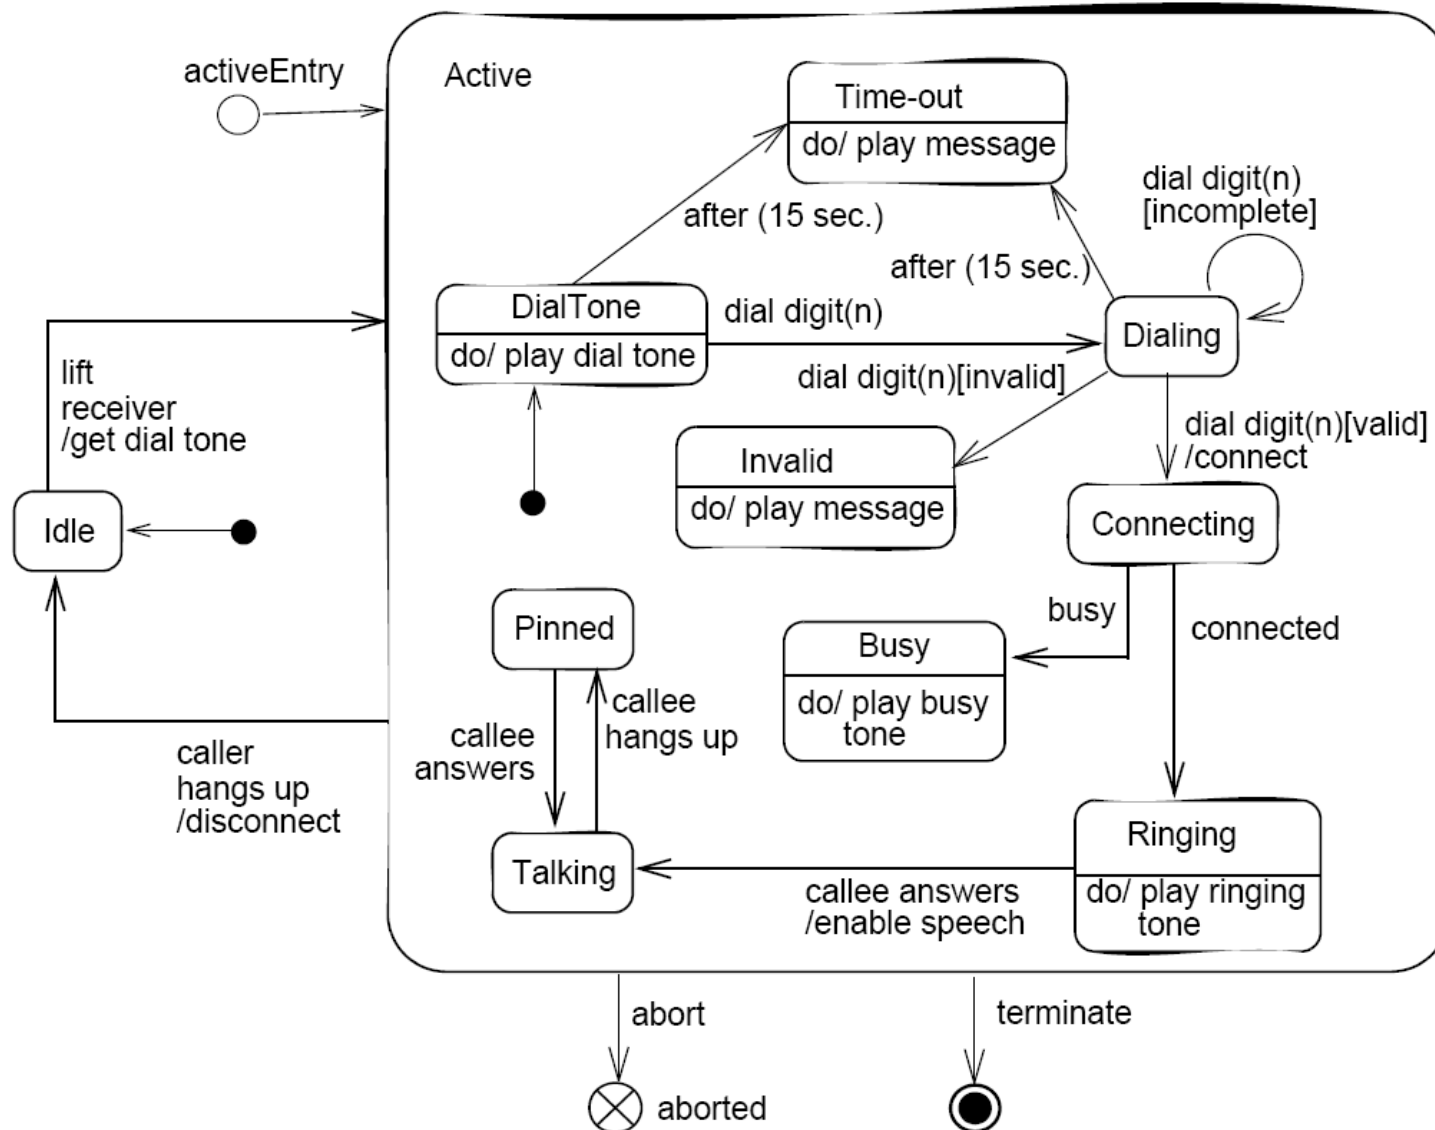 activeEntry
Active
Time-out
do/ play message
dial digit(n)
[incomplete]
after (15 sec.)
after (15 sec.)
DialTone
do/ play dial tone
dial digit(n)
Dialing
lift
receiver
/get dial tone
dial digit(n)[invalid]
dial digit(n)[valid]
/connect
Invalid
do/ play message
Idle
Connecting
Pinned
busy
connected
Busy
do/ play busy
tone
callee
hangs up
callee
answers
caller
hangs up
/disconnect
Talking
callee answers
/enable speech
Ringing
do/ play ringing
tone
abort
terminate
aborted